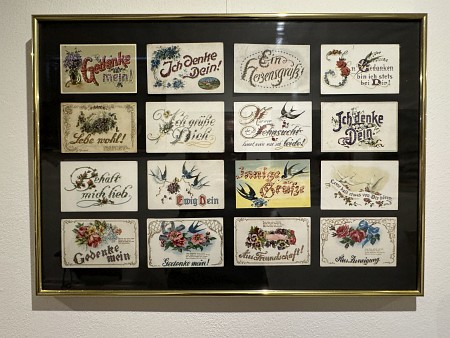 Gedenke
mein!
Ich denke
Dein!
Ein
Herzensgruß!
In
Gedanken
bin ich stets
bei Dir!
Lebe wohl!
Ich grüße
Dich
Sehnsucht
Ich denke
Dein
Behalt
mich lieb
Ewig Dein
Innige
Grüße
Gedenke
mein
Gedenke mein!
Aus Freundschaft!
Aus Zuneigung